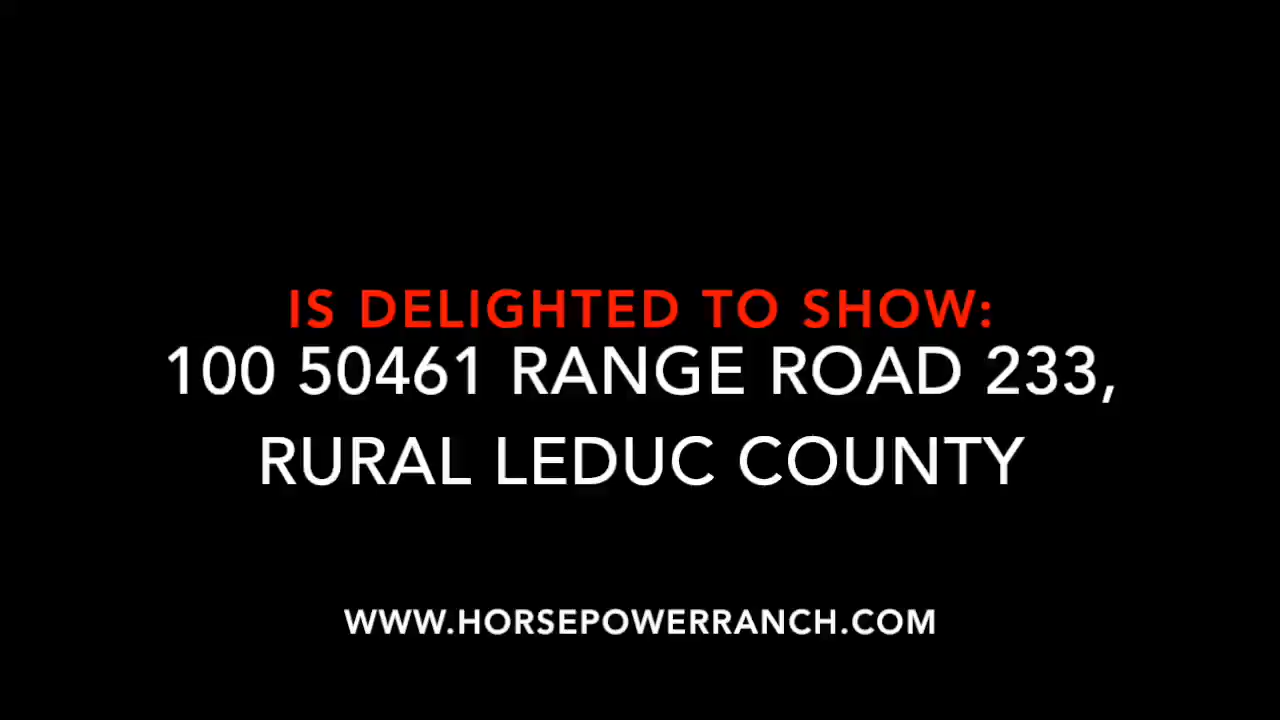 IS DELIGHTED TO SHOW:
100 50461 RANGE ROAD 233,
RURAL LEDUC COUNTY
WWW.HORSEPOWERRANCH.COM